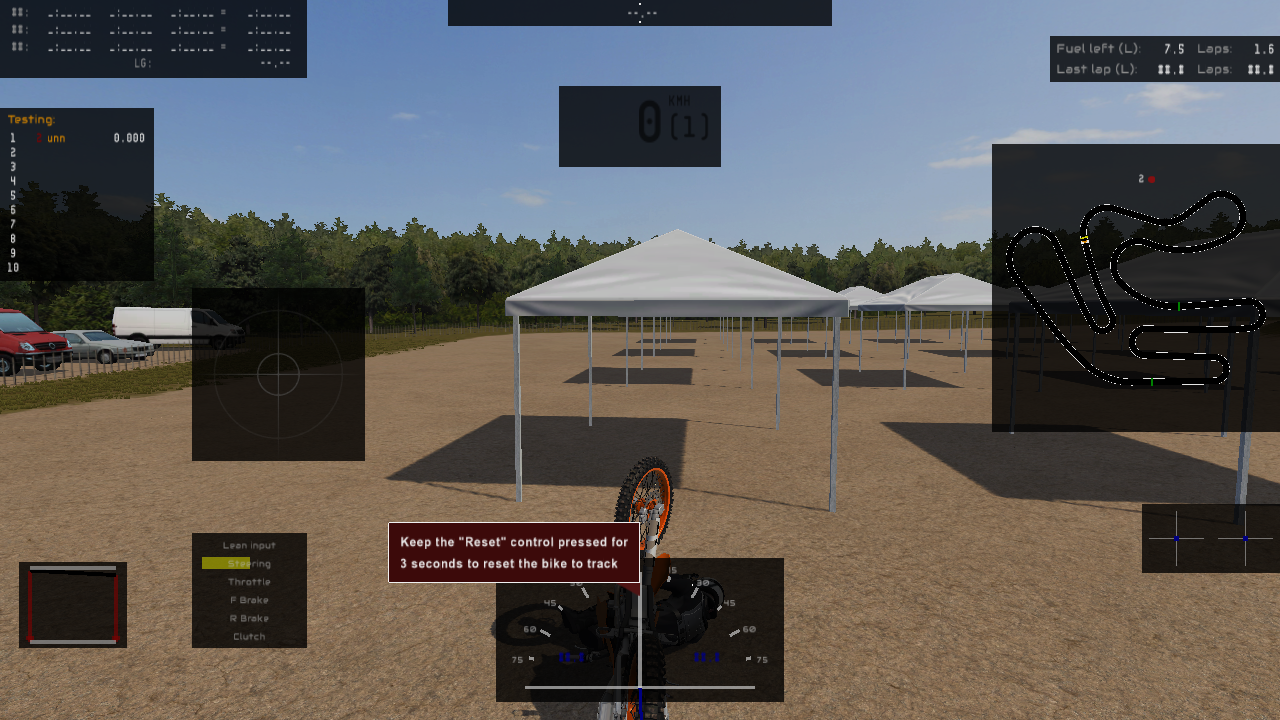 LG:
Fuel left (L): 7.5 Laps: 1.6
Last lap (L): Laps:
KMH
0 (1)
Testing:
1 unn 0.000
2
3
4
5
6
7
8
9
10
2
Lean input
Steering
Throttle
F Brake
R Brake
Clutch
Keep the "Reset" control pressed for
3 seconds to reset the bike to track
30
45 45
60 60
75 75